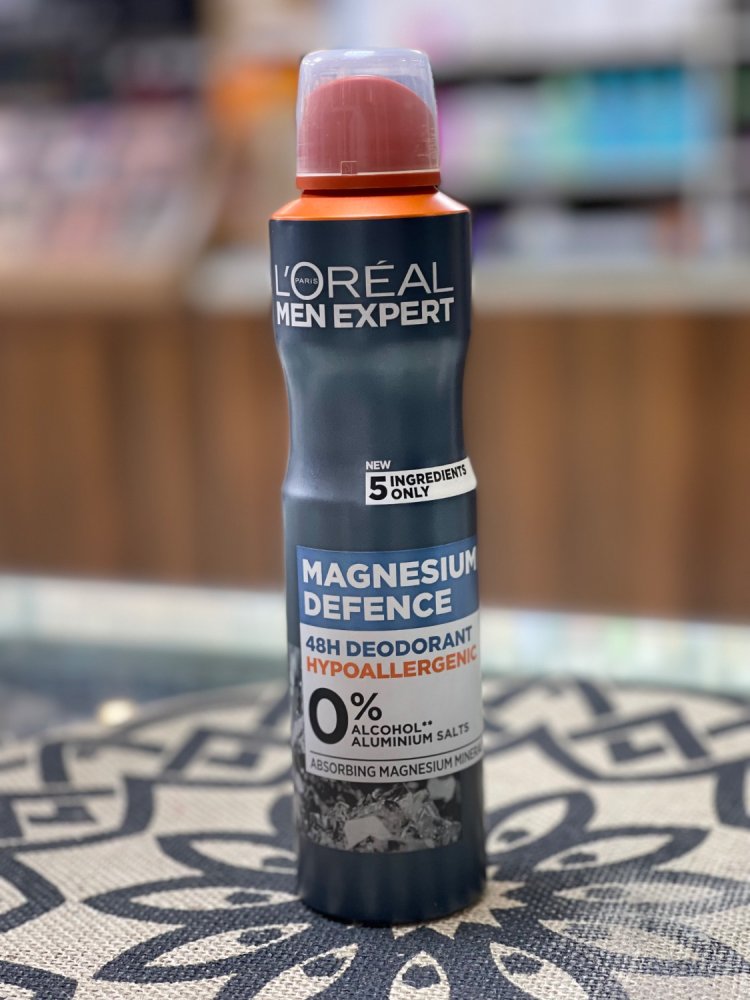 L'ORÉAL
PARIS
MEN EXPERT
NEW
5 INGREDIENTS
ONLY
MAGNESIUM
DEFENCE
48H DEODORANT
HYPOALLERGENIC
0%
ALCOHOL**
ALUMINIUM SALTS
ABSORBING MAGNESIUM MINERAL